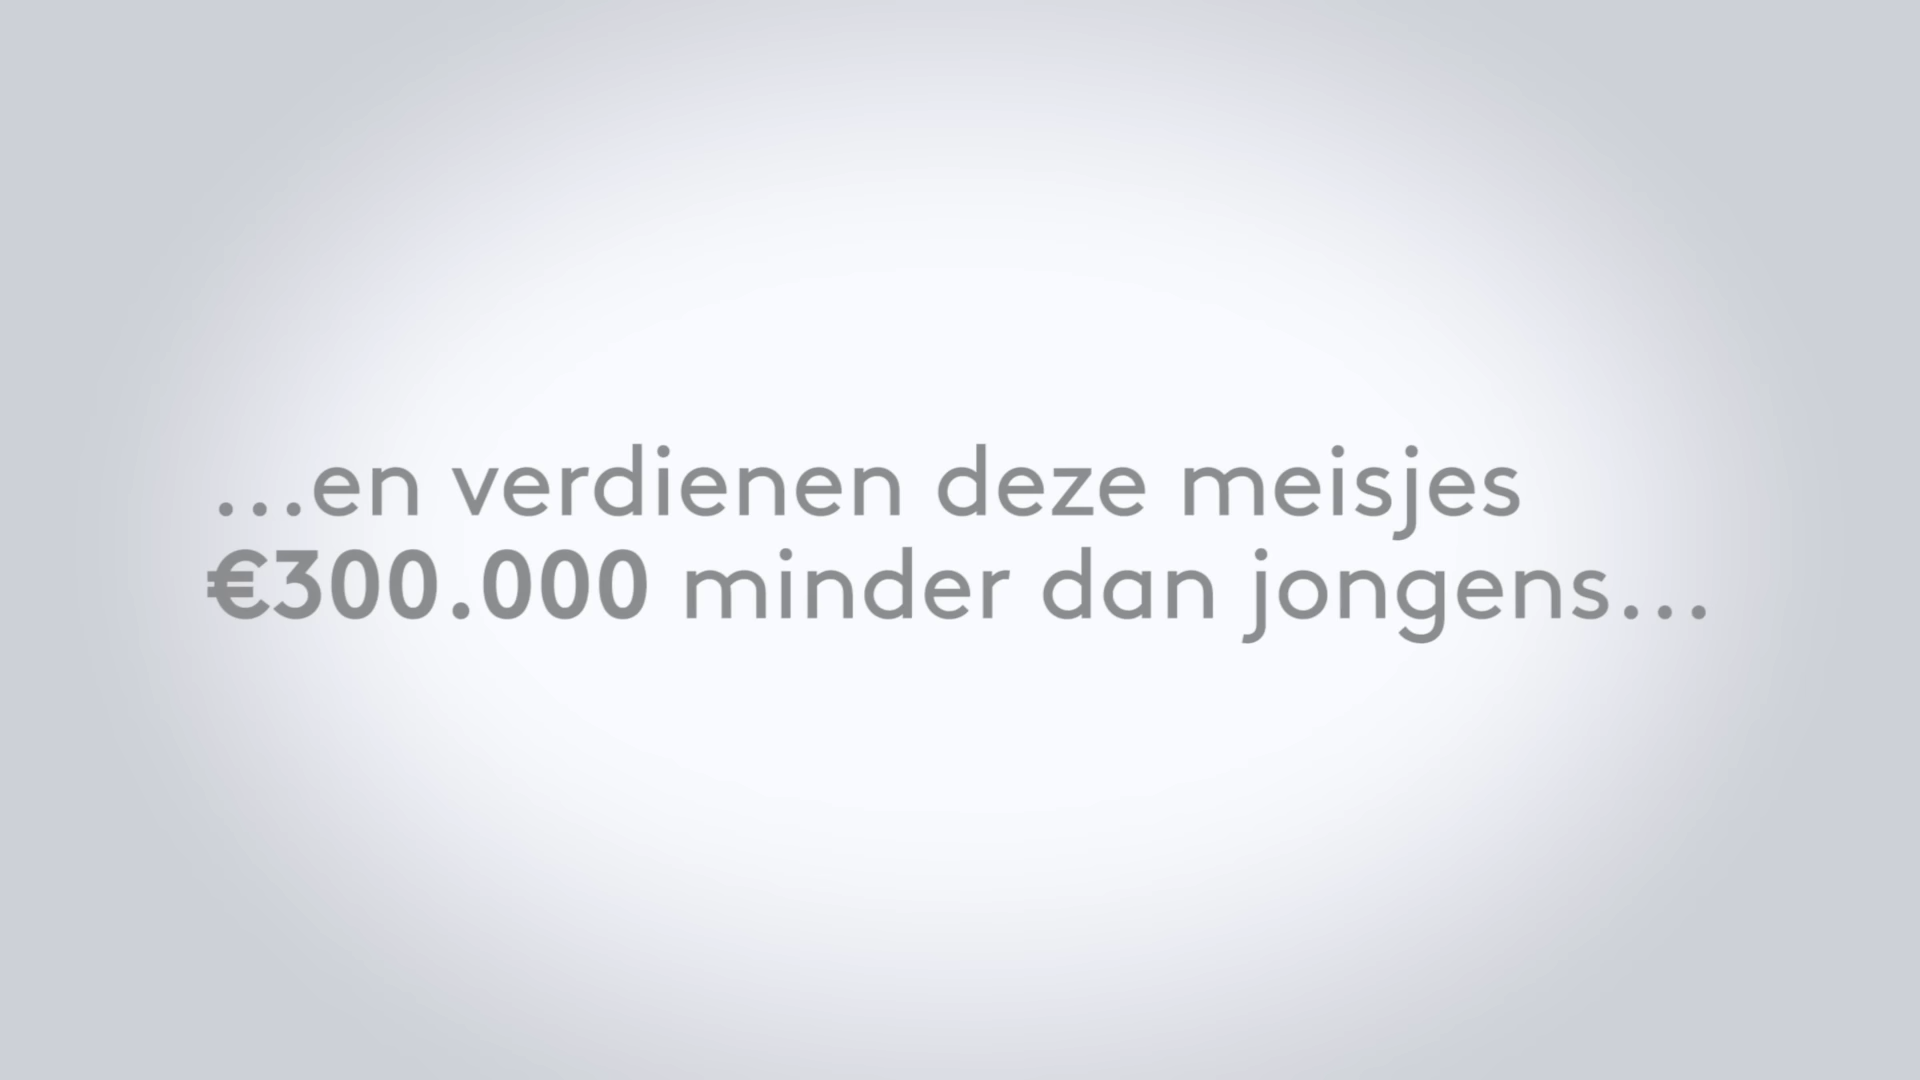 ...en verdienen deze meisjes
€300.000 minder dan jongens...